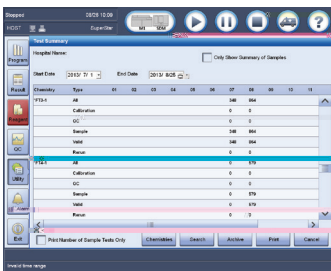 Stopped 08/26 10:09
HOST SuperUser M1 SDM
Test Summary
Hospital Name:
Only Show Summary of Samples
Program
Start Date 2013/ 7/ 1 End Date 2013/ 8/25
Result
Chemistry Type 01 02 03 04 05 06 07 08 09 10 11
All 348 864
Calibration 0 0
QC 0 0
Sample 348 864
Valid 348 864
Rerun 0 0
Reagent
QC
All 0 579
Calibration 0 0
QC 0 0
Sample 0 579
Valid 0 579
Rerun 0 0
Utility
Alarm
Exit
Print Number of Sample Tests Only Chemistries Search Archive Print Cancel
Invalid time range